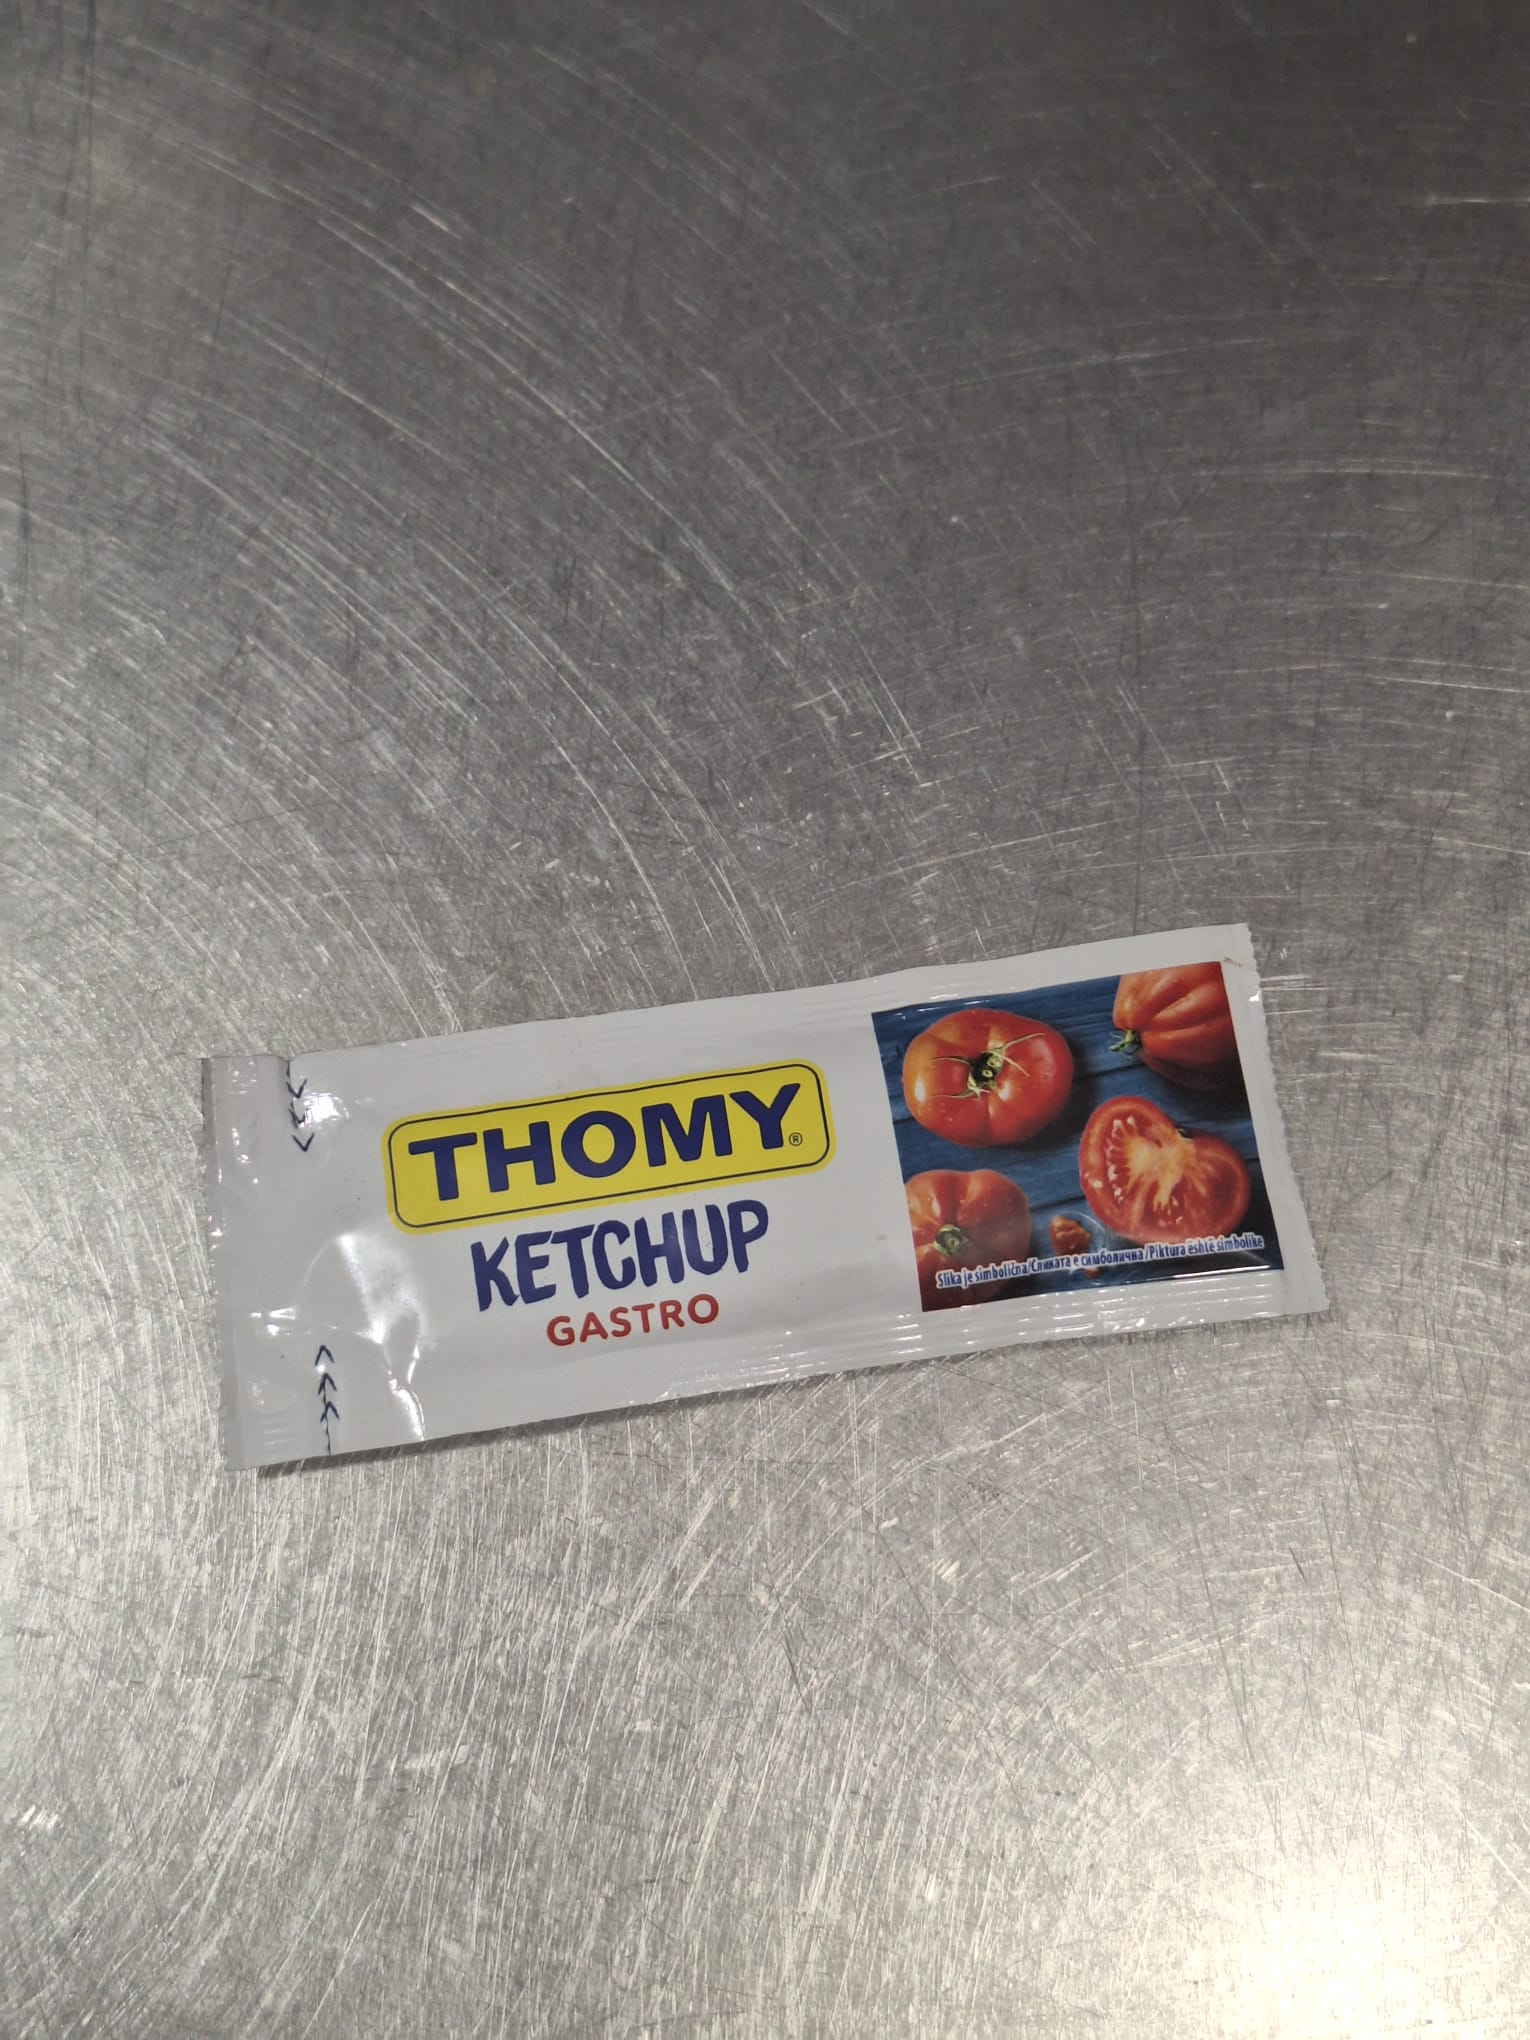 THOMY®
KETCHUP
GASTRO
Slika je simbolična/Сликата е симболична/Piktura është simbolike